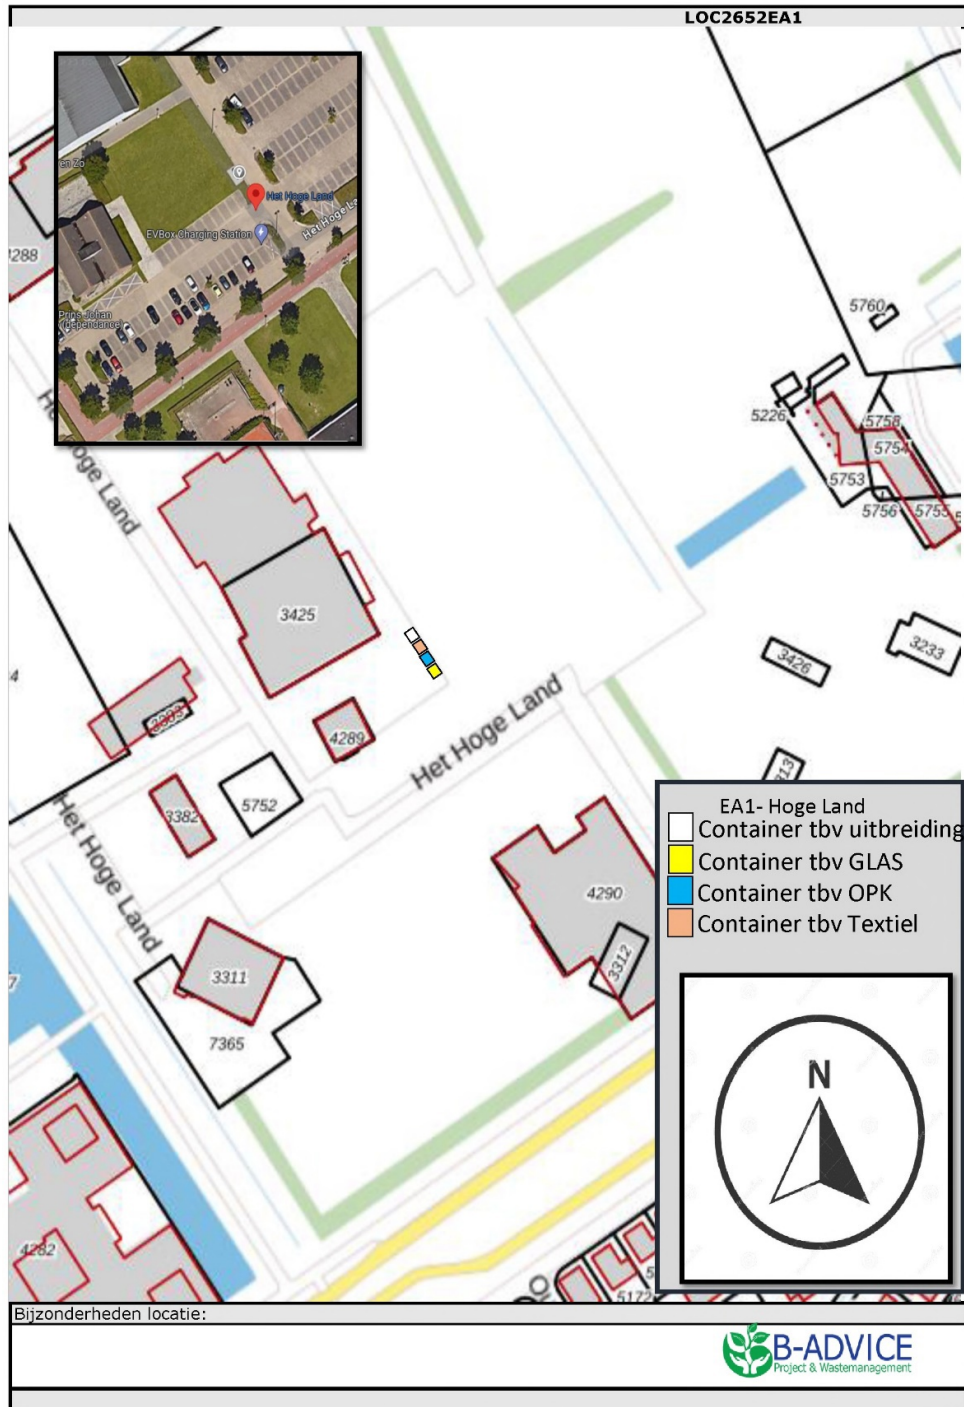 LOC2652EA1
en Zo
Het Hoge Land
EVBox Charging Station
Het Hoge La
Prins Johan
(dependance)
4288
5760
5226
5758
5754
5753
5756
5755
Hoge Land
3425
3426
3233
3383
4289
Het Hoge Land
3382
5752
Het Hoge Land
EA1- Hoge Land
Container tbv uitbreiding
Container tbv GLAS
Container tbv OPK
Container tbv Textiel
4290
3312
3311
7365
N
4282
5172
Bijzonderheden locatie:
B-ADVICE
Project & Wastemanagement